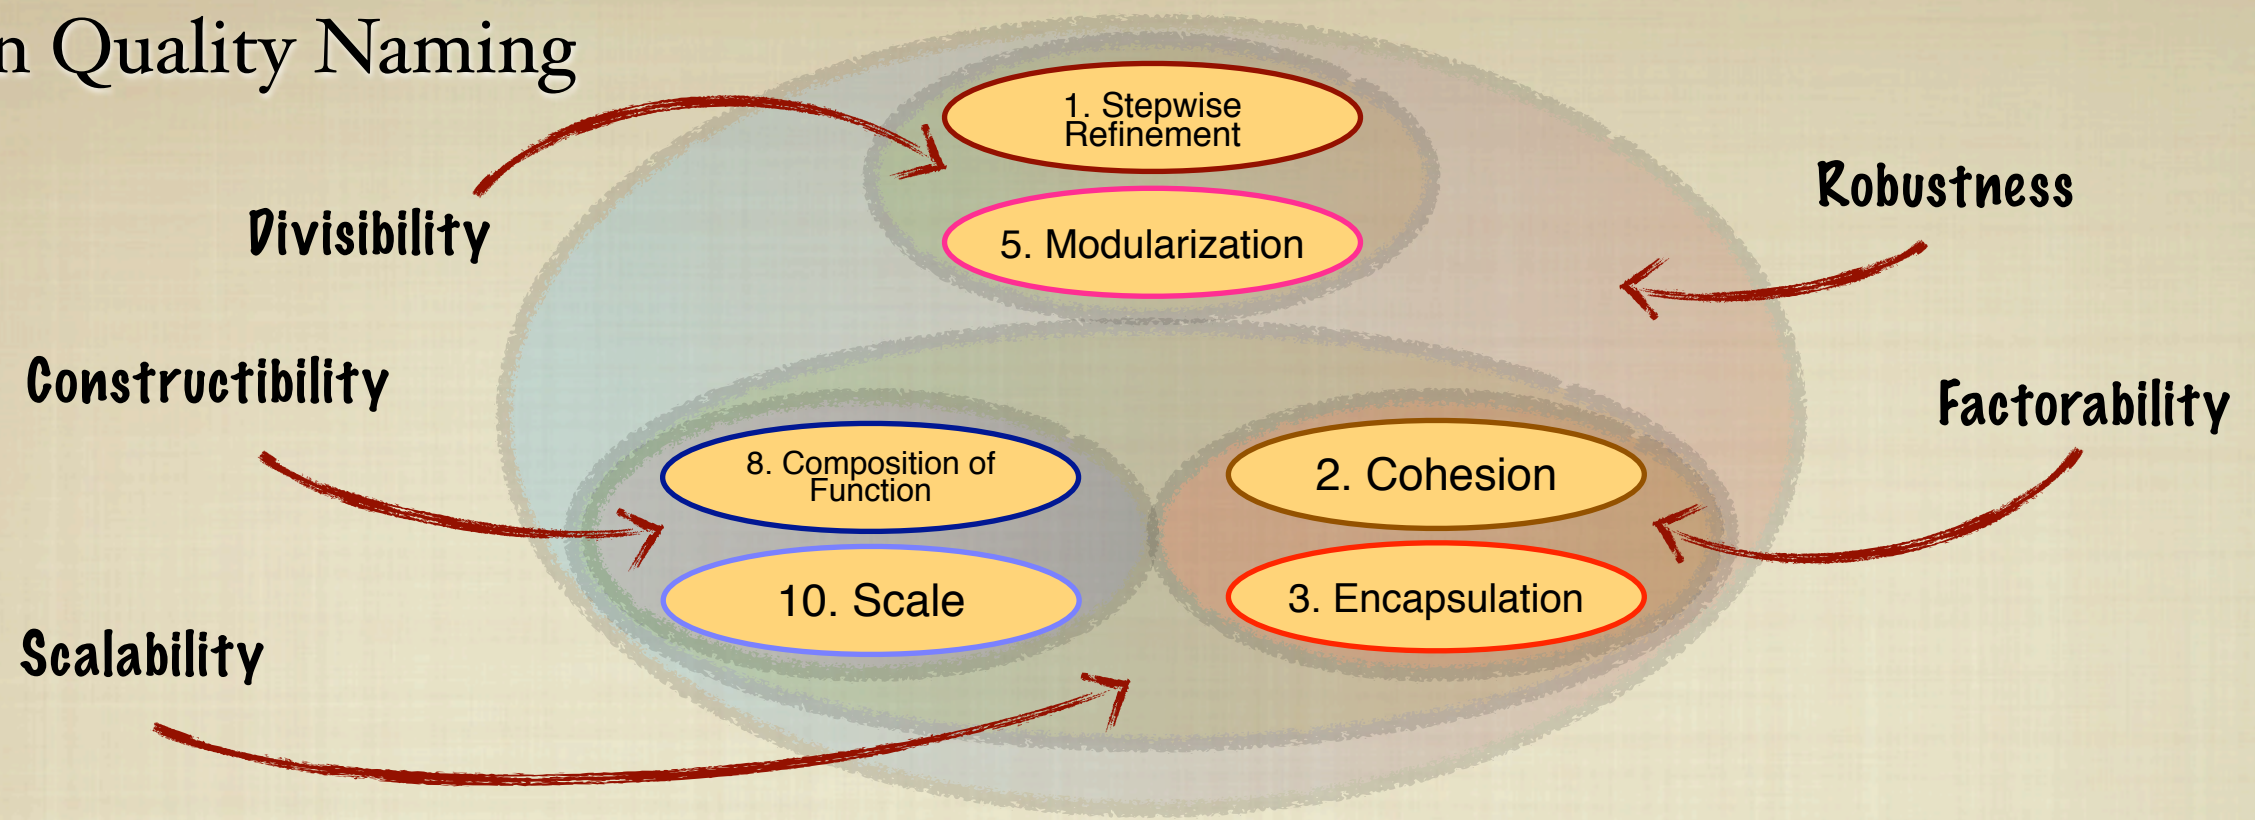 n Quality Naming
1. Stepwise
Refinement
5. Modularization
Divisibility
Robustness
Constructibility
Factorability
8. Composition of
Function
2. Cohesion
10. Scale
3. Encapsulation
Scalability